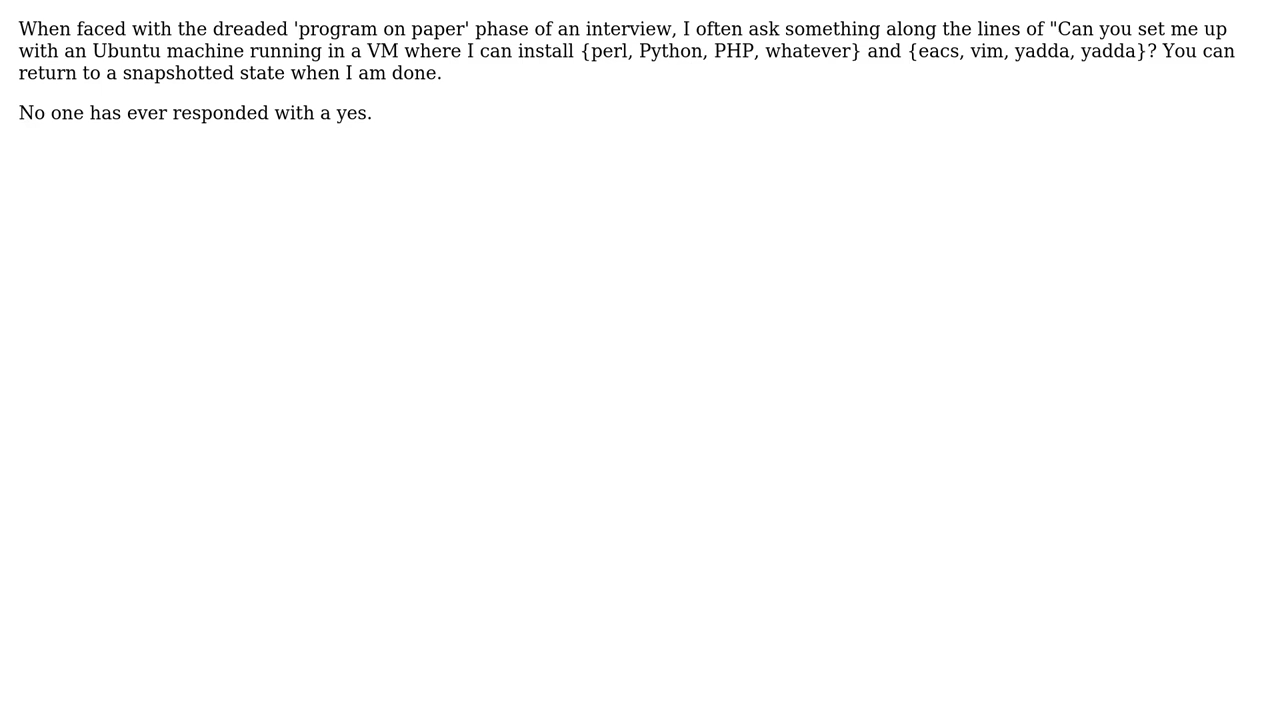 When faced with the dreaded 'program on paper' phase of an interview, I often ask something along the lines of "Can you set me up
with an Ubuntu machine running in a VM where I can install {perl, Python, PHP, whatever} and {eacs, vim, yadda, yadda}? You can
return to a snapshotted state when I am done.
No one has ever responded with a yes.